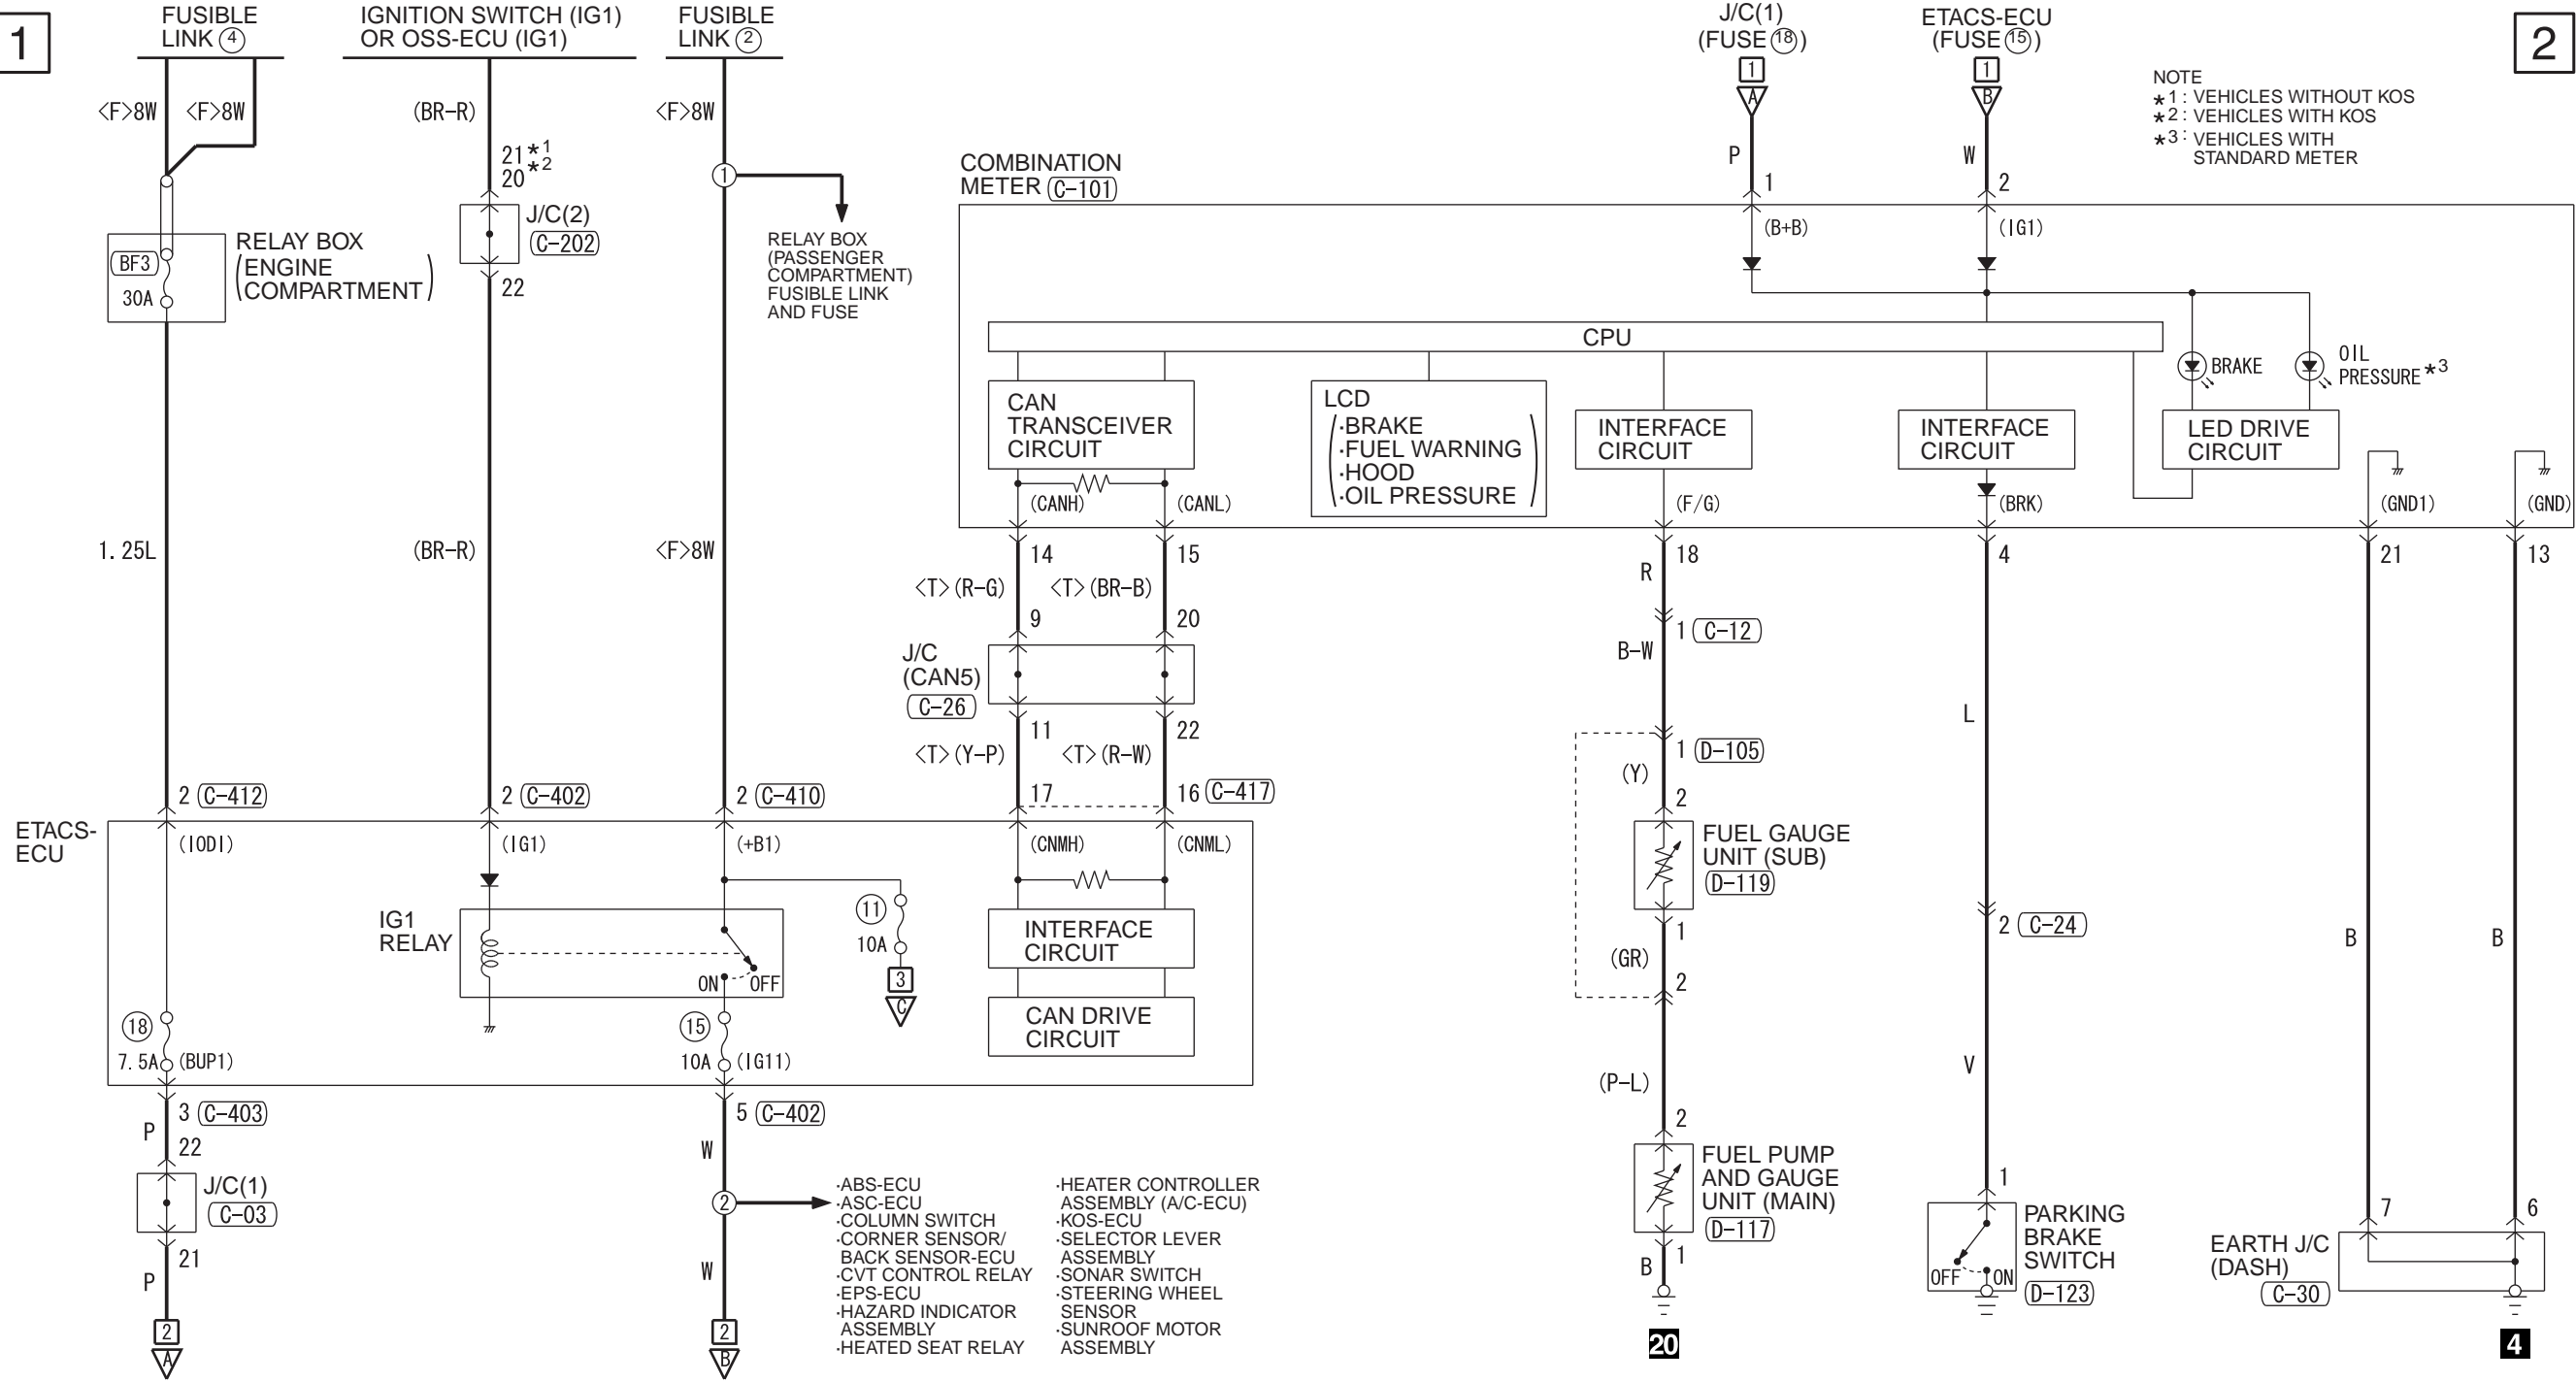 1
FUSIBLE
LINK ④
IGNITION SWITCH (IG1)
OR OSS-ECU (IG1)
FUSIBLE
LINK ②
J/C(1)
(FUSE ⑱)
ETACS-ECU
(FUSE ⑮)
2
1
A
1
B
NOTE
*1 : VEHICLES WITHOUT KOS
*2 : VEHICLES WITH KOS
*3 : VEHICLES WITH
STANDARD METER
<F>8W
<F>8W
(BR-R)
<F>8W
21*1
20*2
①
P
W
COMBINATION
METER (C-101)
1
2
J/C(2)
(C-202)
(B+B)
(IG1)
RELAY BOX
(ENGINE
COMPARTMENT)
BF3
30A
22
RELAY BOX
(PASSENGER
COMPARTMENT)
FUSIBLE LINK
AND FUSE
CPU
BRAKE
OIL
PRESSURE*3
CAN
TRANSCEIVER
CIRCUIT
LCD
·BRAKE
·FUEL WARNING
·HOOD
·OIL PRESSURE
INTERFACE
CIRCUIT
INTERFACE
CIRCUIT
LED DRIVE
CIRCUIT
(CANH)
(CANL)
(F/G)
(BRK)
(GND1)
(GND)
1.25L
(BR-R)
<F>8W
14
15
18
4
21
13
<T>(R-G)
<T>(BR-B)
R
9
20
1 (C-12)
J/C
(CAN5)
(C-26)
B-W
11
22
L
<T>(Y-P)
<T>(R-W)
1 (D-105)
(Y)
2 (C-412)
2 (C-402)
2 (C-410)
17
16 (C-417)
2
ETACS-
ECU
(IODI)
(IG1)
(+B1)
(CNMH)
(CNML)
FUEL GAUGE
UNIT (SUB)
(D-119)
IG1
RELAY
⑪
10A
3
C
INTERFACE
CIRCUIT
1
2 (C-24)
B
B
ON
OFF
(GR)
2
⑱
7.5A
(BUP1)
⑮
10A
(IG11)
CAN DRIVE
CIRCUIT
(P-L)
V
3 (C-403)
5 (C-402)
P
22
W
2
J/C(1)
(C-03)
②
·ABS-ECU
·ASC-ECU
·COLUMN SWITCH
·CORNER SENSOR/
BACK SENSOR-ECU
·CVT CONTROL RELAY
·EPS-ECU
·HAZARD INDICATOR
ASSEMBLY
·HEATED SEAT RELAY
·HEATER CONTROLLER
ASSEMBLY (A/C-ECU)
·KOS-ECU
·SELECTOR LEVER
ASSEMBLY
·SONAR SWITCH
·STEERING WHEEL
SENSOR
·SUNROOF MOTOR
ASSEMBLY
FUEL PUMP
AND GAUGE
UNIT (MAIN)
(D-117)
1
PARKING
BRAKE
SWITCH
(D-123)
OFF
ON
7
6
EARTH J/C
(DASH)
(C-30)
21
P
W
1
B
2
A
2
B
20
4